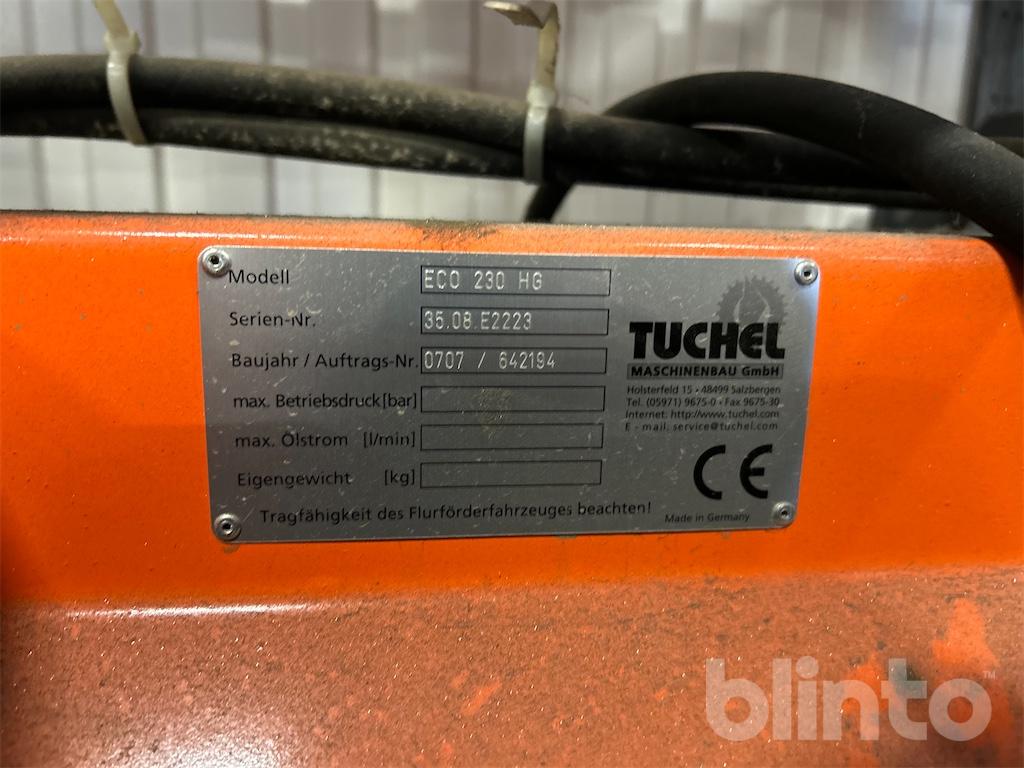 Modell ECO 230 HG
Serien-Nr. 35.08.E2223
Baujahr / Auftrags-Nr. 0707 / 642194
max. Betriebsdruck [bar]
max. Ölstrom [l/min]
Eigengewicht [kg]
Tragfähigkeit des Flurförderfahrzeuges beachten!
TUCHEL
MASCHINENBAU GmbH
Holsterfeld 15 • 48499 Salzbergen
Tel. (05971) 9675-0 • Fax 9675-30
Internet: http://www.tuchel.com
E - mail: service@tuchel.com
CE
Made in Germany
blinto™